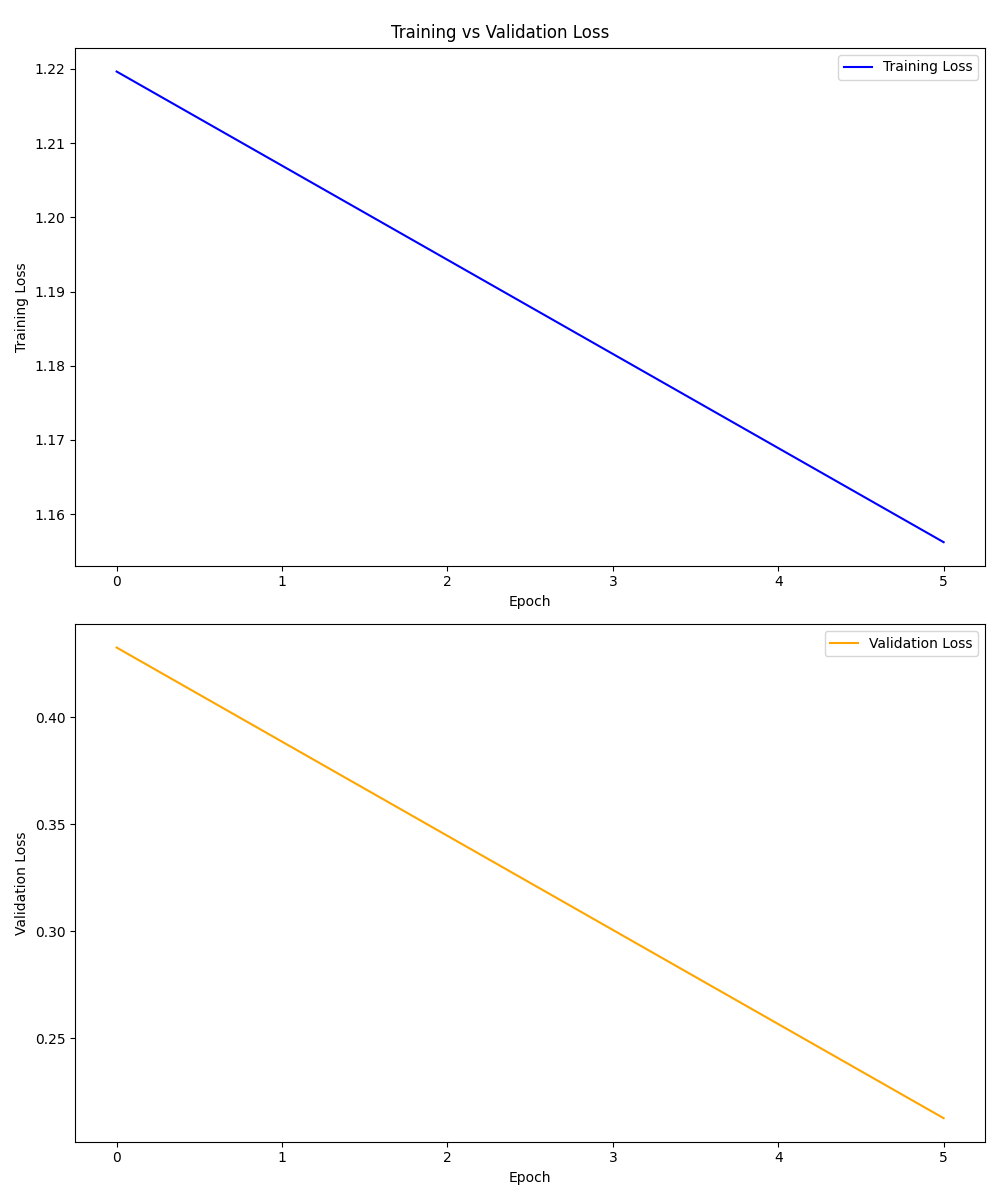 Training vs Validation Loss
Training Loss
1.22
1.21
1.20
1.19
1.18
1.17
1.16
Training Loss
0 1 2 3 4 5
Epoch
Validation Loss
0.40
0.35
0.30
0.25
Validation Loss
0 1 2 3 4 5
Epoch